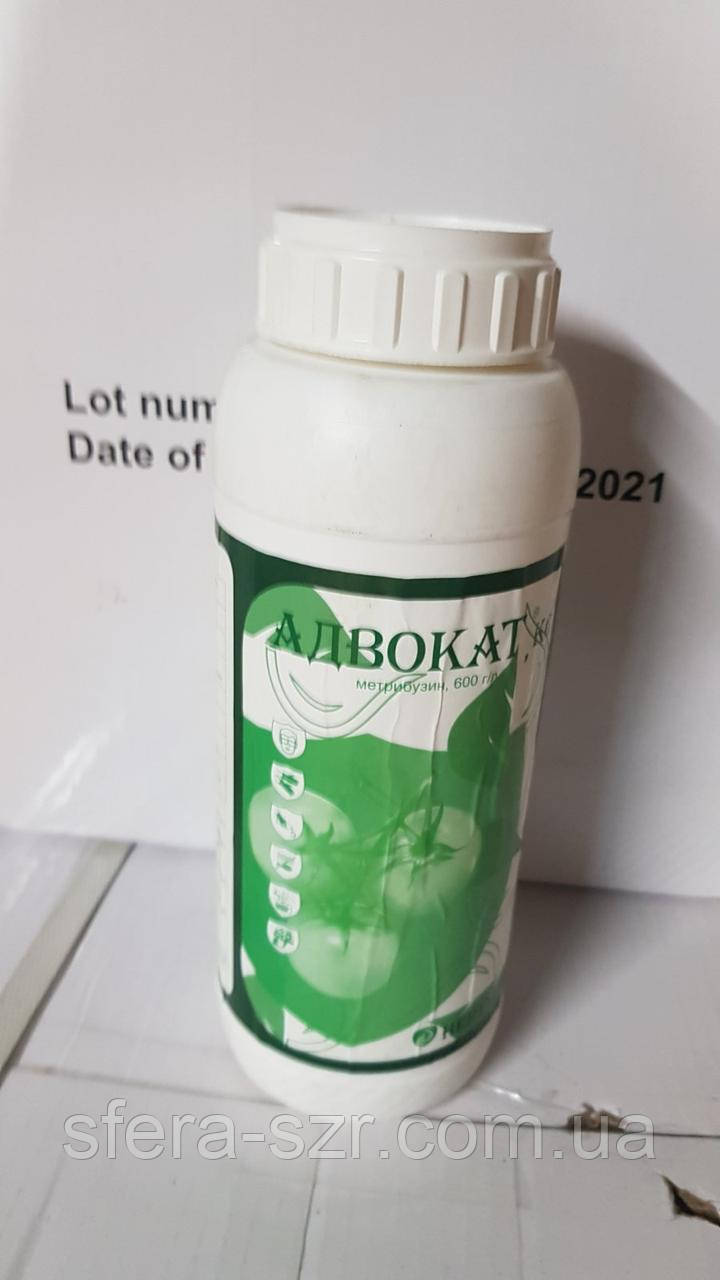 Lot num
Date of
2021
АДВОКАТ
®
метрибузин, 600 г/л
sfera-szr.com.ua